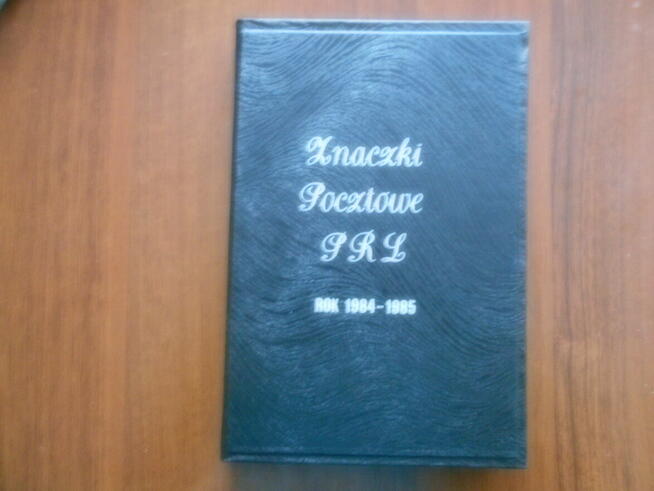 Znaczki
Pocztowe
PRL
ROK 1984-1985